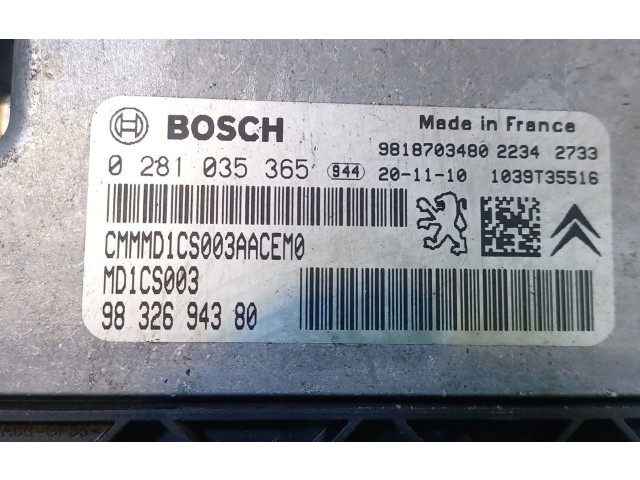 BOSCH
Made in France
9818703480 2234 2733
0 281 035 365 944 20-11-10 1039T35516
CMMMD1CS003AACEM0
MD1CS003
98 326 943 80